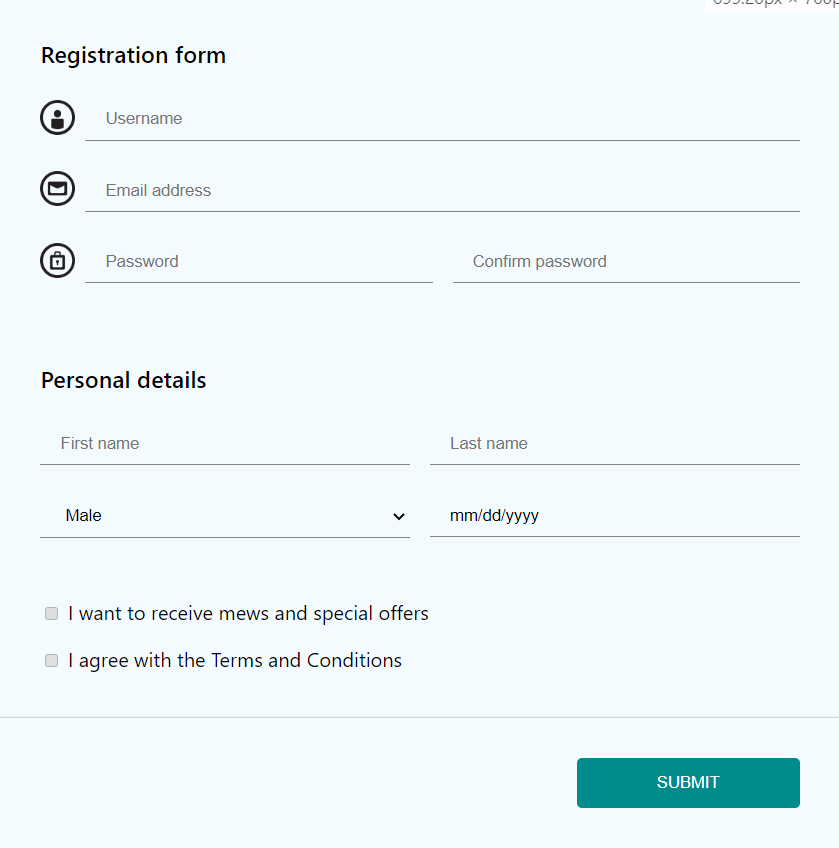 Registration form
Username
Email address
Password Confirm password
Personal details
First name Last name
Male mm/dd/yyyy
I want to receive mews and special offers
I agree with the Terms and Conditions
SUBMIT